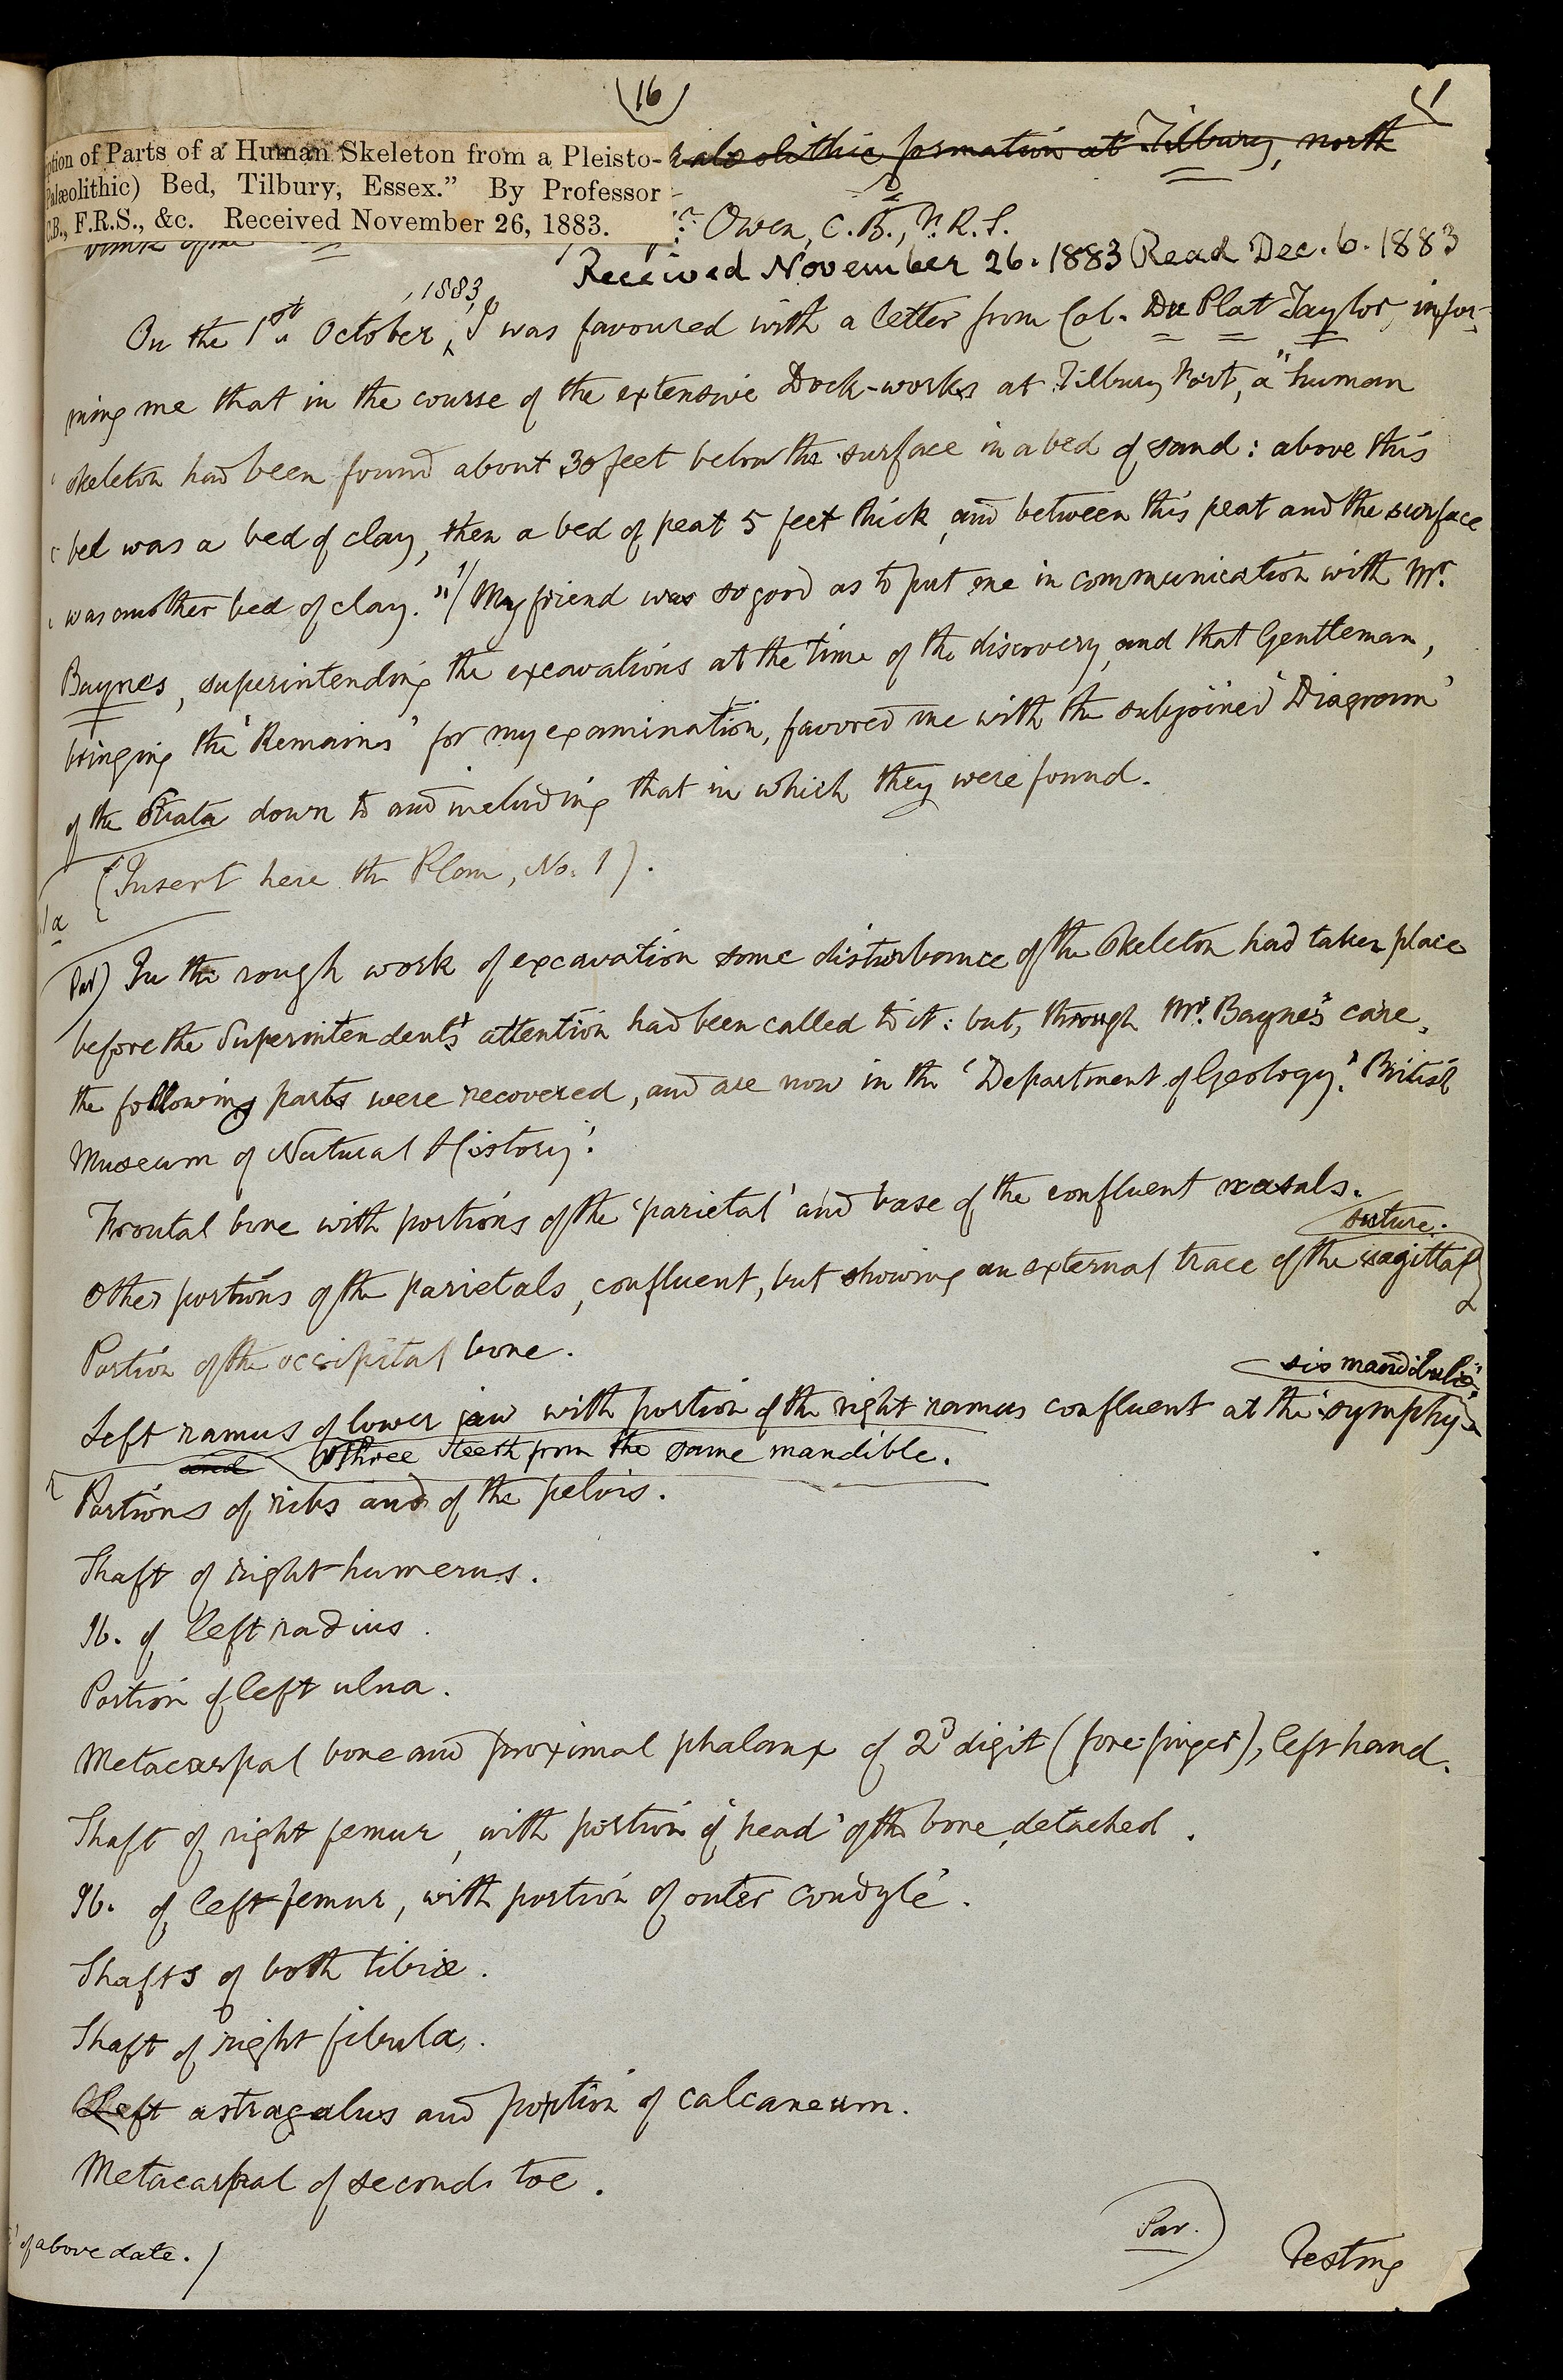 (16)
1
ption of Parts of a Human Skeleton from a Pleisto-
Palæolithic) Bed, Tilbury, Essex." By Professor
C.B., F.R.S., &c. Received November 26, 1883.
formation at Tilbury, north
Owen, C.B., F.R.S.
Received November 26. 1883 Read Dec. 6. 1883
, 1883,
On the 1st October, I was favoured with a letter from Col. Du Plat Taylor, infor-
ming me that in the course of the extensive Dock-works at Tilbury Fort, a "human
skeleton had been found about 30 feet below the surface in a bed of sand: above this
bed was a bed of clay, then a bed of peat 5 feet thick, and between this peat and the surface
was another bed of clay." 1/ My friend was so good as to put me in communication with Mr.
Baynes, superintending the excavations at the time of the discovery, and that Gentleman,
bringing the 'Remains' for my examination, favored me with the subjoined 'Diagram'
of the Strata down to and including that in which they were found.
(Insert here the Plan, No. 1).
1a
Par) In the rough work of excavation some disturbance of the Skeleton had taken place
before the Superintendent's attention had been called to it: but, through Mr. Baynes's care,
the following parts were recovered, and are now in the 'Department of Geology,' British
Museum of Natural History.'
Frontal bone with portions of the 'parietal' and base of the confluent nasals.
suture.
Other portions of the parietals, confluent, but showing an external trace of the sagittal
Portion of the occipital bone.
sis mandibulæ'
Left ramus of lower jaw with portion of the right ramus confluent at the 'symphy-
and three teeth from the same mandible.
Portions of ribs and of the pelvis.
Shaft of right humerus.
Ib. of left radius.
Portion of left ulna.
Metacarpal bone and proximal phalanx of 2d digit (fore-finger), left hand.
Shaft of right femur, with portion of 'head' of the bone, detached.
Ib. of left femur, with portion of outer condyle.
Shafts of both tibiæ.
Shaft of right fibula.
Left astragalus and portion of calcaneum.
Metacarpal of second toe.
of above date. /
Par.)
Testing